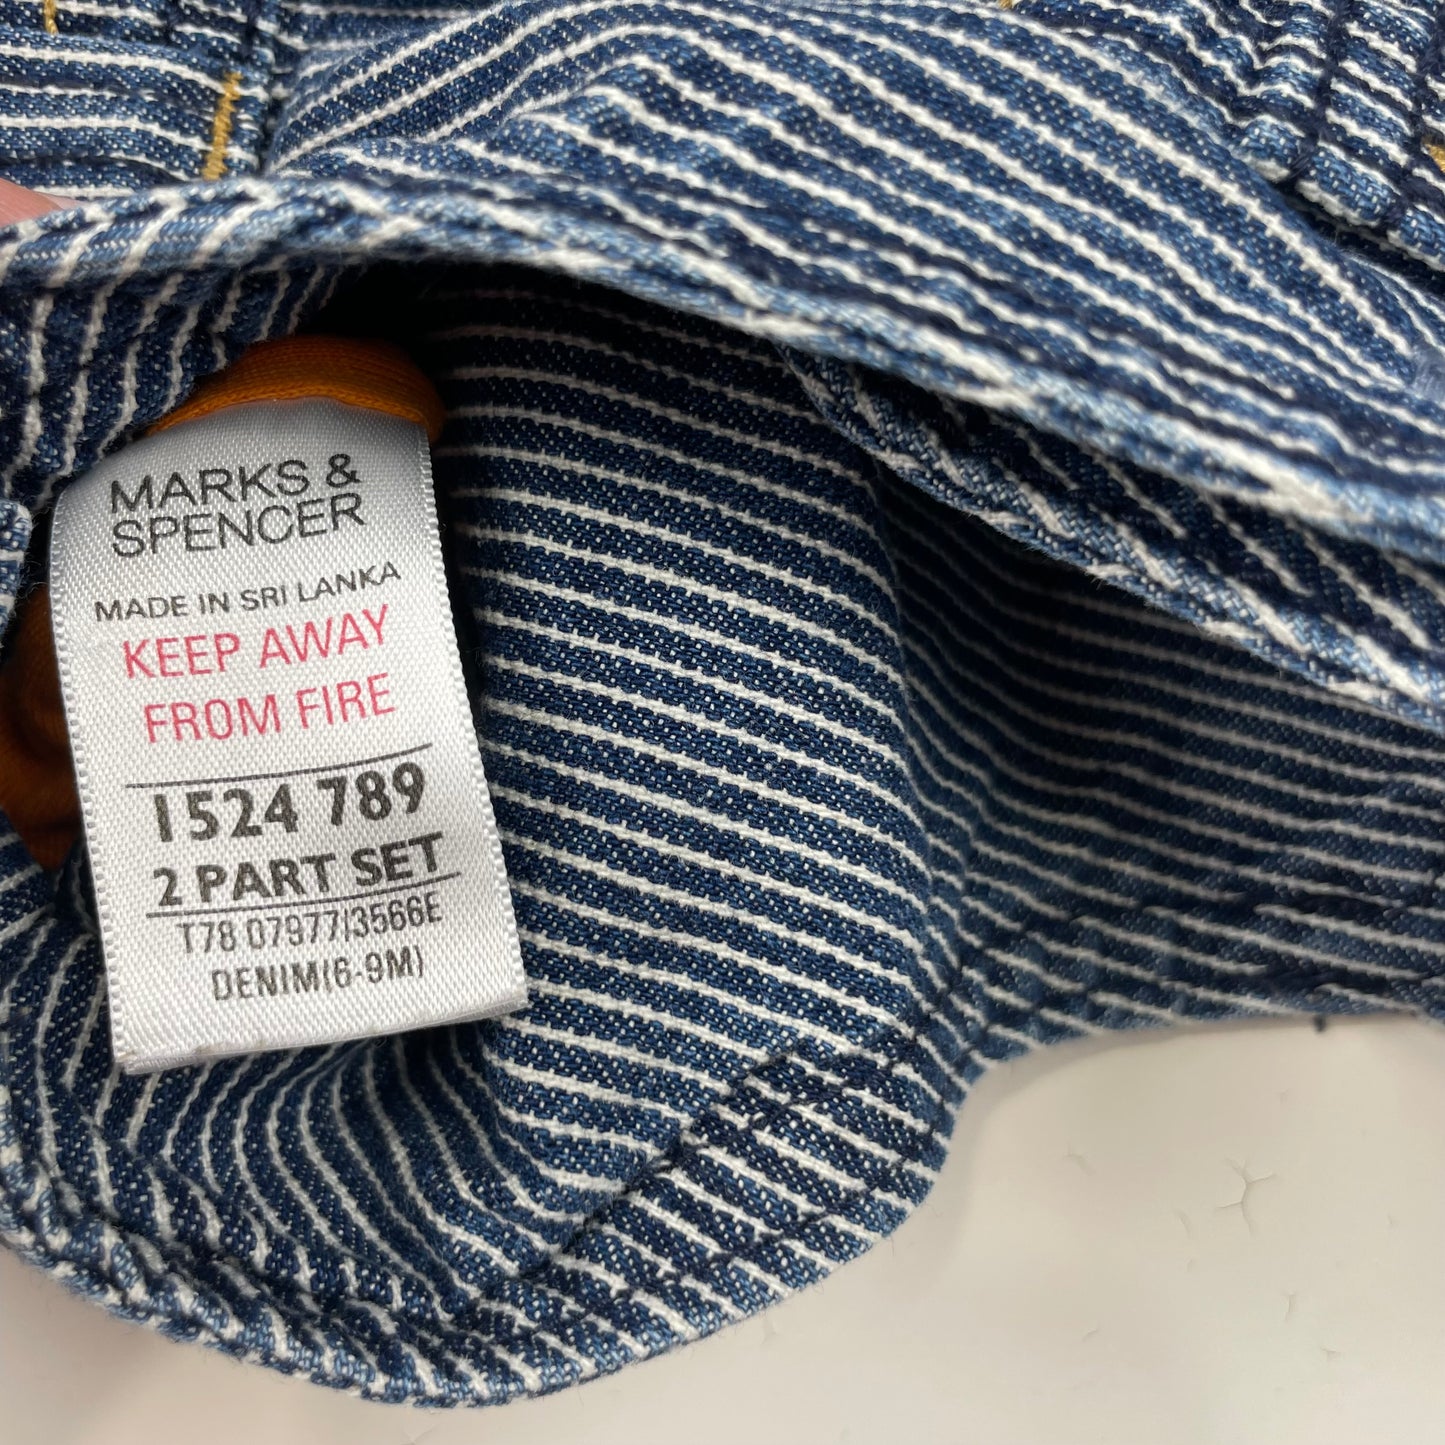 MARKS &
SPENCER
MADE IN SRI LANKA
KEEP AWAY
FROM FIRE
1524 789
2 PART SET
T78 07977/3566E
DENIM(6-9M)